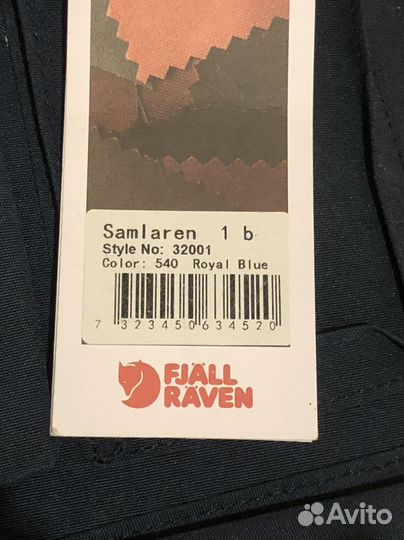 Samlaren 1 b
Style No: 32001
Color: 540 Royal Blue
7 323450 634520
FJÄLL
RÄVEN
Avito